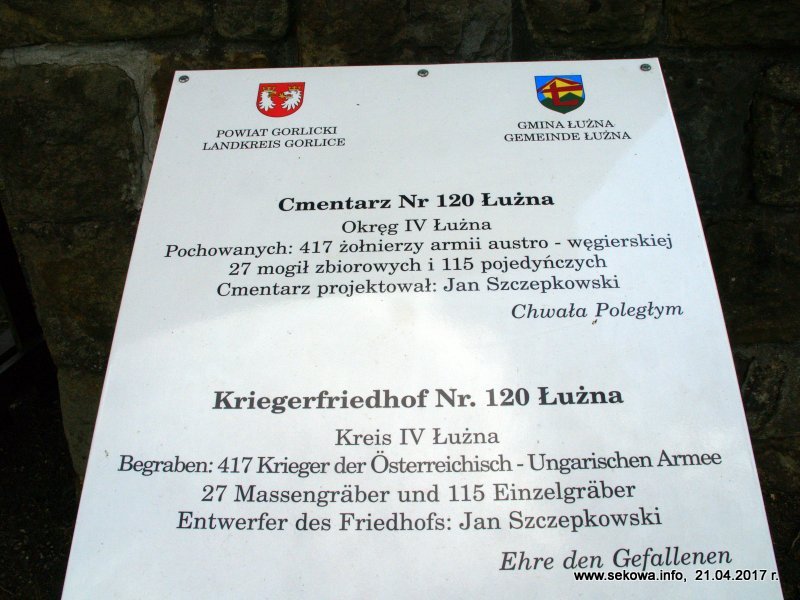 POWIAT GORLICKI
LANDKREIS GORLICE
GMINA ŁUŻNA
GEMEINDE ŁUŻNA
Cmentarz Nr 120 Łużna
Okręg IV Łużna
Pochowanych: 417 żołnierzy armii austro - węgierskiej
27 mogił zbiorowych i 115 pojedyńczych
Cmentarz projektował: Jan Szczepkowski
Chwała Poległym
Kriegerfriedhof Nr. 120 Łużna
Kreis IV Łużna
Begraben: 417 Krieger der Österreichisch - Ungarischen Armee
27 Massengräber und 115 Einzelgräber
Entwerfer des Friedhofs: Jan Szczepkowski
Ehre den Gefallenen
www.sekowa.info, 21.04.2017 r.